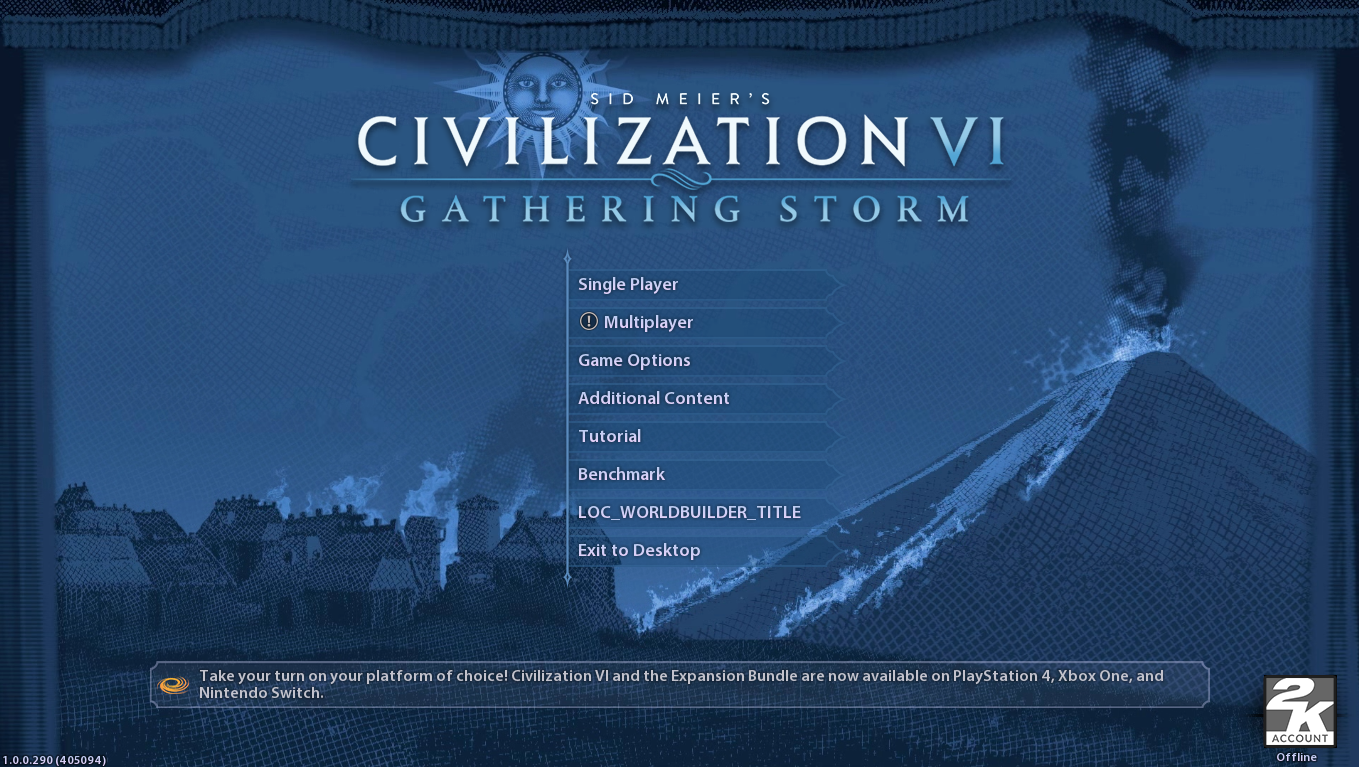 SID MEIER'S
CIVILIZATION VI
GATHERING STORM
Single Player
Multiplayer
Game Options
Additional Content
Tutorial
Benchmark
LOC_WORLDBUILDER_TITLE
Exit to Desktop
Take your turn on your platform of choice! Civilization VI and the Expansion Bundle are now available on PlayStation 4, Xbox One, and
Nintendo Switch.
2K
ACCOUNT
Offline
1.0.0.290 (405094)